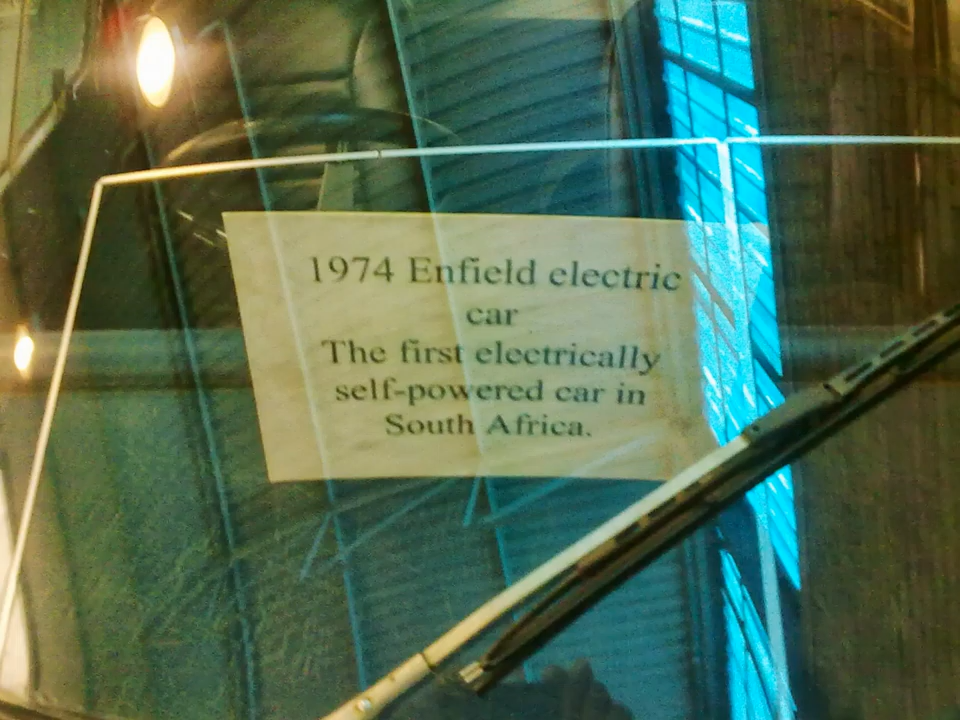 1974 Enfield electric
car
The first electrically
self-powered car in
South Africa.